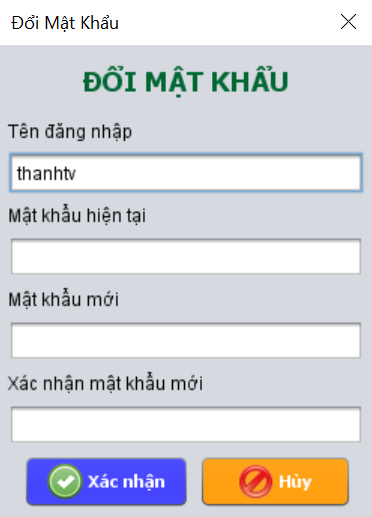 Đổi Mật Khẩu
ĐỔI MẬT KHẨU
Tên đăng nhập
thanhtv
Mật khẩu hiện tại
Mật khẩu mới
Xác nhận mật khẩu mới
Xác nhận
Hủy